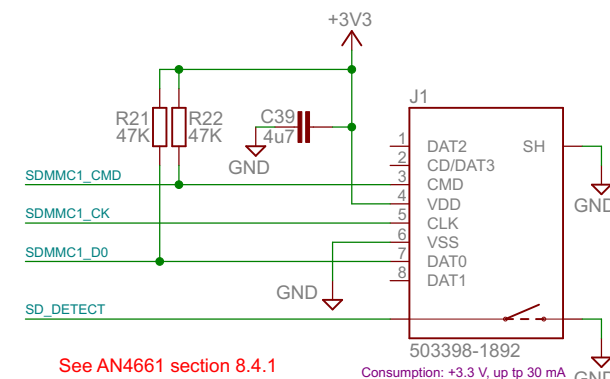 +3V3
J1
R21
47K
R22
47K
C39
4u7
GND
1 DAT2
SH
2 CD/DAT3
SDMMC1_CMD
3 CMD
4 VDD
GND
SDMMC1_CK
5 CLK
6 VSS
SDMMC1_D0
7 DAT0
8 DAT1
GND
SD_DETECT
503398-1892
See AN4661 section 8.4.1
Consumption: +3.3 V, up tp 30 mA
GND